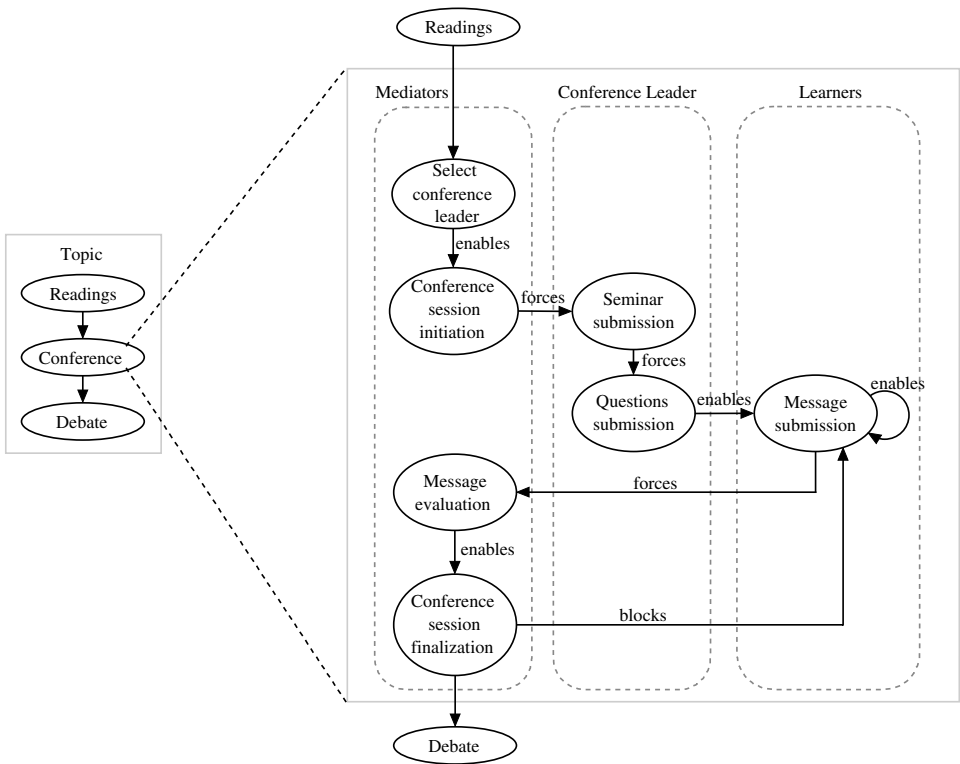 Readings
Mediators
Conference Leader
Learners
Select
conference
leader
enables
Topic
Readings
Conference
Debate
Conference
session
initiation
forces
Seminar
submission
forces
Questions
submission
enables
Message
submission
enables
Message
evaluation
forces
enables
Conference
session
finalization
blocks
Debate